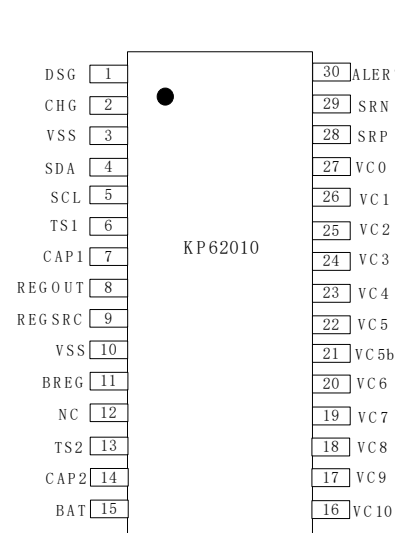 DSG 1 30 ALER
CHG 2 29 SRN
VSS 3 28 SRP
SDA 4 27 VC0
SCL 5 26 VC1
TS1 6 25 VC2
KP62010
CAP1 7 24 VC3
REGOUT 8 23 VC4
REGSRC 9 22 VC5
VSS 10 21 VC5b
BREG 11 20 VC6
NC 12 19 VC7
TS2 13 18 VC8
CAP2 14 17 VC9
BAT 15 16 VC10